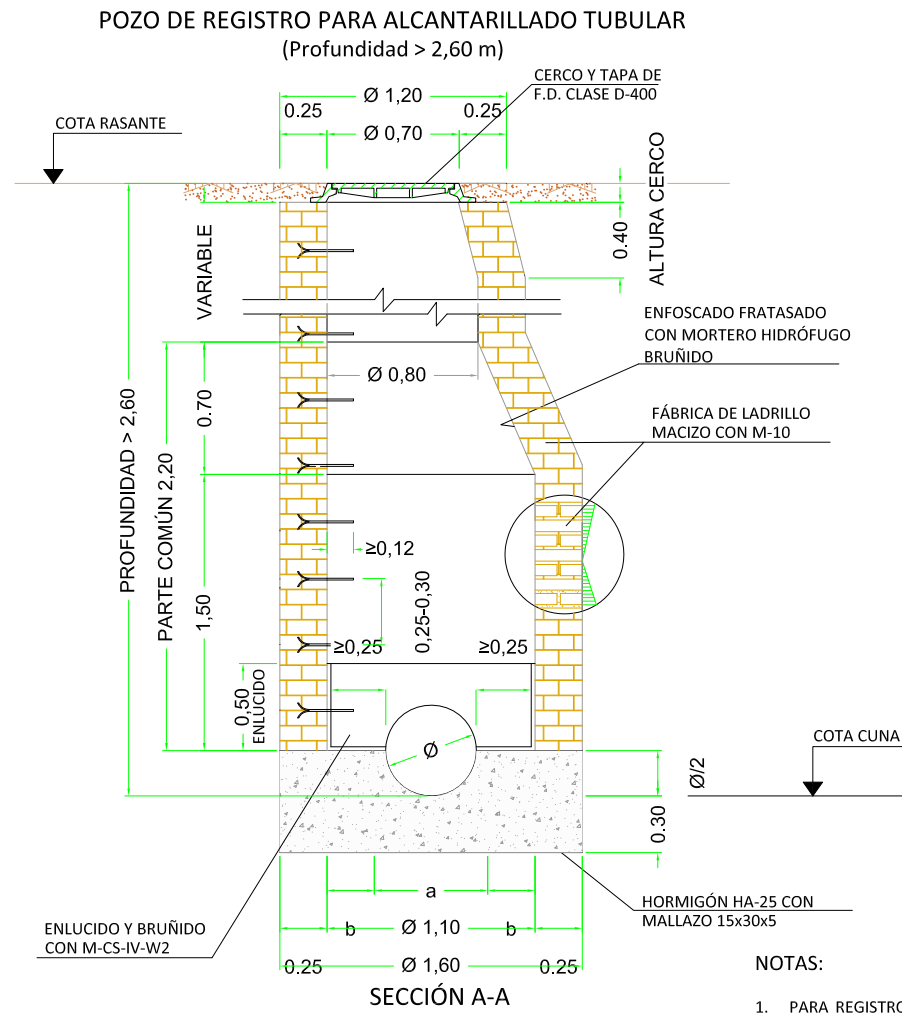 POZO DE REGISTRO PARA ALCANTARILLADO TUBULAR
(Profundidad > 2,60 m)
CERCO Y TAPA DE
F.D. CLASE D-400
Ø 1,20
0.25
0.25
Ø 0,70
COTA RASANTE
ALTURA CERCO
0.40
VARIABLE
ENFOSCADO FRATASADO
CON MORTERO HIDRÓFUGO
BRUÑIDO
Ø 0,80
PROFUNDIDAD > 2,60
PARTE COMÚN 2,20
0.70
FÁBRICA DE LADRILLO
MACIZO CON M-10
1,50
≥0,12
0,25-0,30
≥0,25
≥0,25
0,50
ENLUCIDO
Ø
COTA CUNA
Ø/2
0.30
a
b
Ø 1,10
b
HORMIGÓN HA-25 CON
MALLAZO 15x30x5
ENLUCIDO Y BRUÑIDO
CON M-CS-IV-W2
0.25
Ø 1,60
0.25
SECCIÓN A-A
NOTAS:
1. PARA REGISTRO